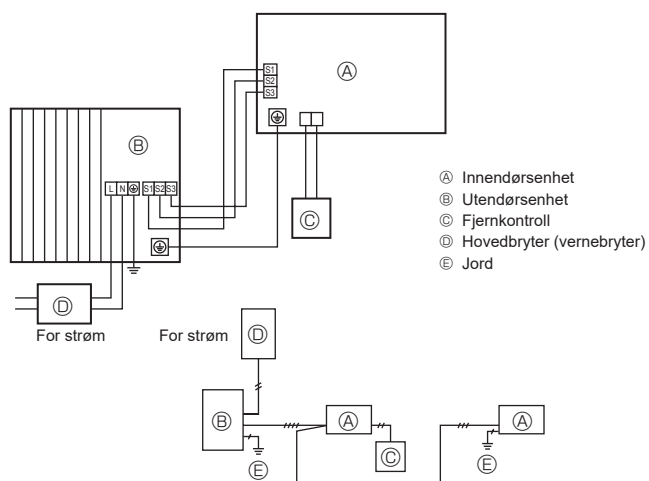 S1
S2
S3
Ⓐ
Ⓑ
L N S1 S2 S3
Ⓒ
Ⓓ
For strøm
Ⓐ Innendørsenhet
Ⓑ Utendørsenhet
Ⓒ Fjernkontroll
Ⓓ Hovedbryter (vernebryter)
Ⓔ Jord
For strøm Ⓓ
Ⓑ Ⓐ Ⓐ
Ⓒ
Ⓔ Ⓔ